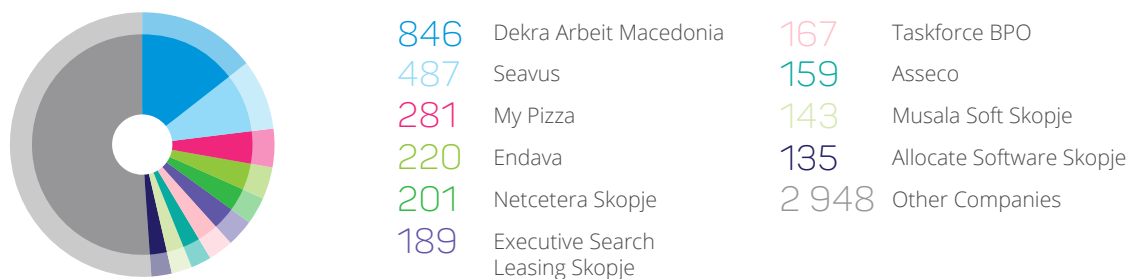 846 Dekra Arbeit Macedonia
487 Seavus
281 My Pizza
220 Endava
201 Netcetera Skopje
189 Executive Search
Leasing Skopje
167 Taskforce BPO
159 Asseco
143 Musala Soft Skopje
135 Allocate Software Skopje
2 948 Other Companies